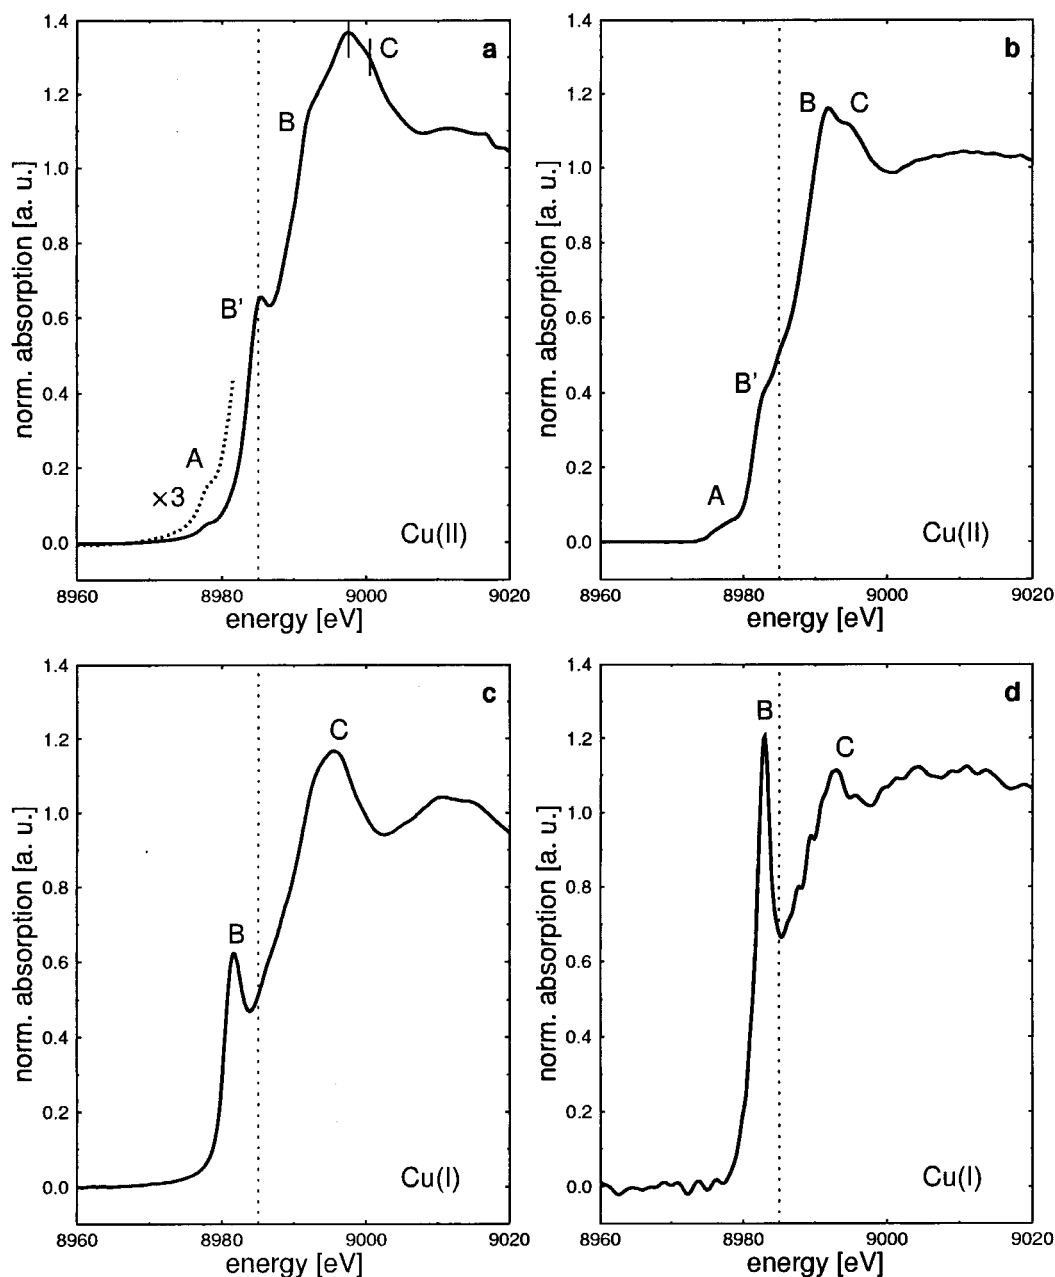 a
1.4
1.2
1.0
0.8
0.6
0.4
0.2
0.0
norm. absorption [a. u.]
C
B
B'
A
×3
Cu(II)
8960
8980
9000
9020
energy [eV]
b
1.4
1.2
1.0
0.8
0.6
0.4
0.2
0.0
norm. absorption [a. u.]
B C
B'
A
Cu(II)
8960
8980
9000
9020
energy [eV]
c
1.4
1.2
1.0
0.8
0.6
0.4
0.2
0.0
norm. absorption [a. u.]
C
B
Cu(I)
8960
8980
9000
9020
energy [eV]
d
1.4
1.2
1.0
0.8
0.6
0.4
0.2
0.0
norm. absorption [a. u.]
B
C
Cu(I)
8960
8980
9000
9020
energy [eV]